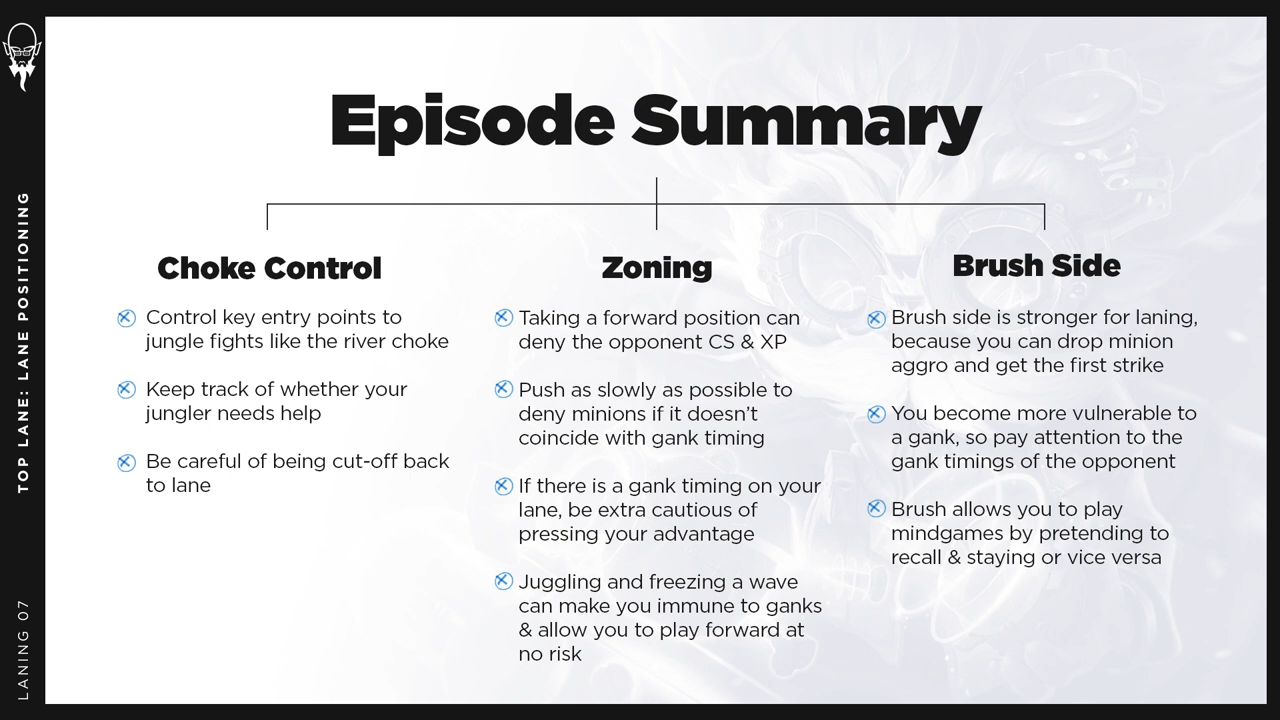 Episode Summary
Choke Control
Control key entry points to
jungle fights like the river choke
Keep track of whether your
jungler needs help
Be careful of being cut-off back
to lane
Zoning
Taking a forward position can
deny the opponent CS & XP
Push as slowly as possible to
deny minions if it doesn’t
coincide with gank timing
If there is a gank timing on your
lane, be extra cautious of
pressing your advantage
Juggling and freezing a wave
can make you immune to ganks
& allow you to play forward at
no risk
Brush Side
Brush side is stronger for laning,
because you can drop minion
aggro and get the first strike
You become more vulnerable to
a gank, so pay attention to the
gank timings of the opponent
Brush allows you to play
mindgames by pretending to
recall & staying or vice versa
TOP LANE: LANE POSITIONING
LANING 07